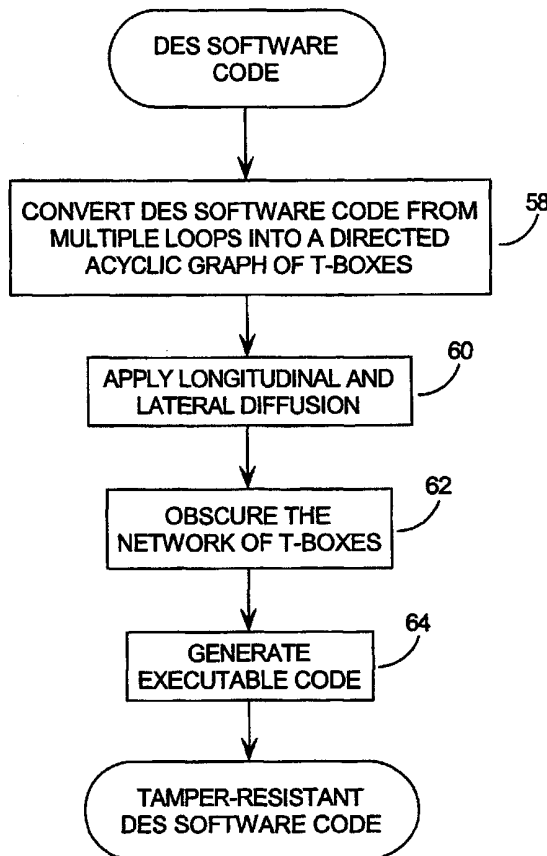 DES SOFTWARE
CODE
CONVERT DES SOFTWARE CODE FROM
MULTIPLE LOOPS INTO A DIRECTED
ACYCLIC GRAPH OF T-BOXES
58
APPLY LONGITUDINAL AND
LATERAL DIFFUSION
60
OBSCURE THE
NETWORK OF T-BOXES
62
GENERATE
EXECUTABLE CODE
64
TAMPER-RESISTANT
DES SOFTWARE CODE